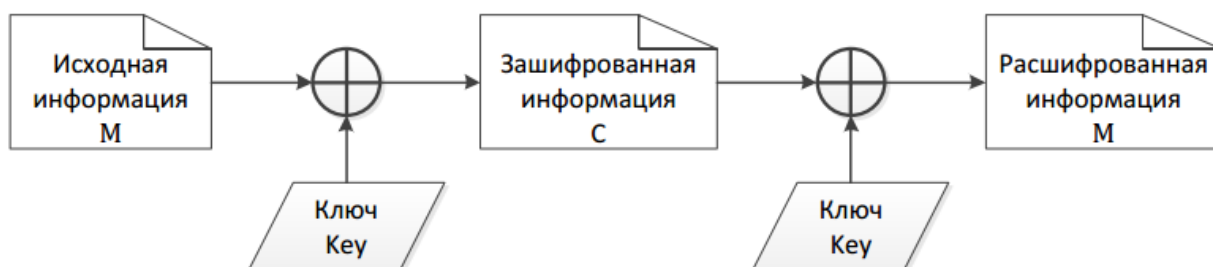 Исходная
информация
М
Зашифрованная
информация
С
Расшифрованная
информация
М
Ключ
Key
Ключ
Key